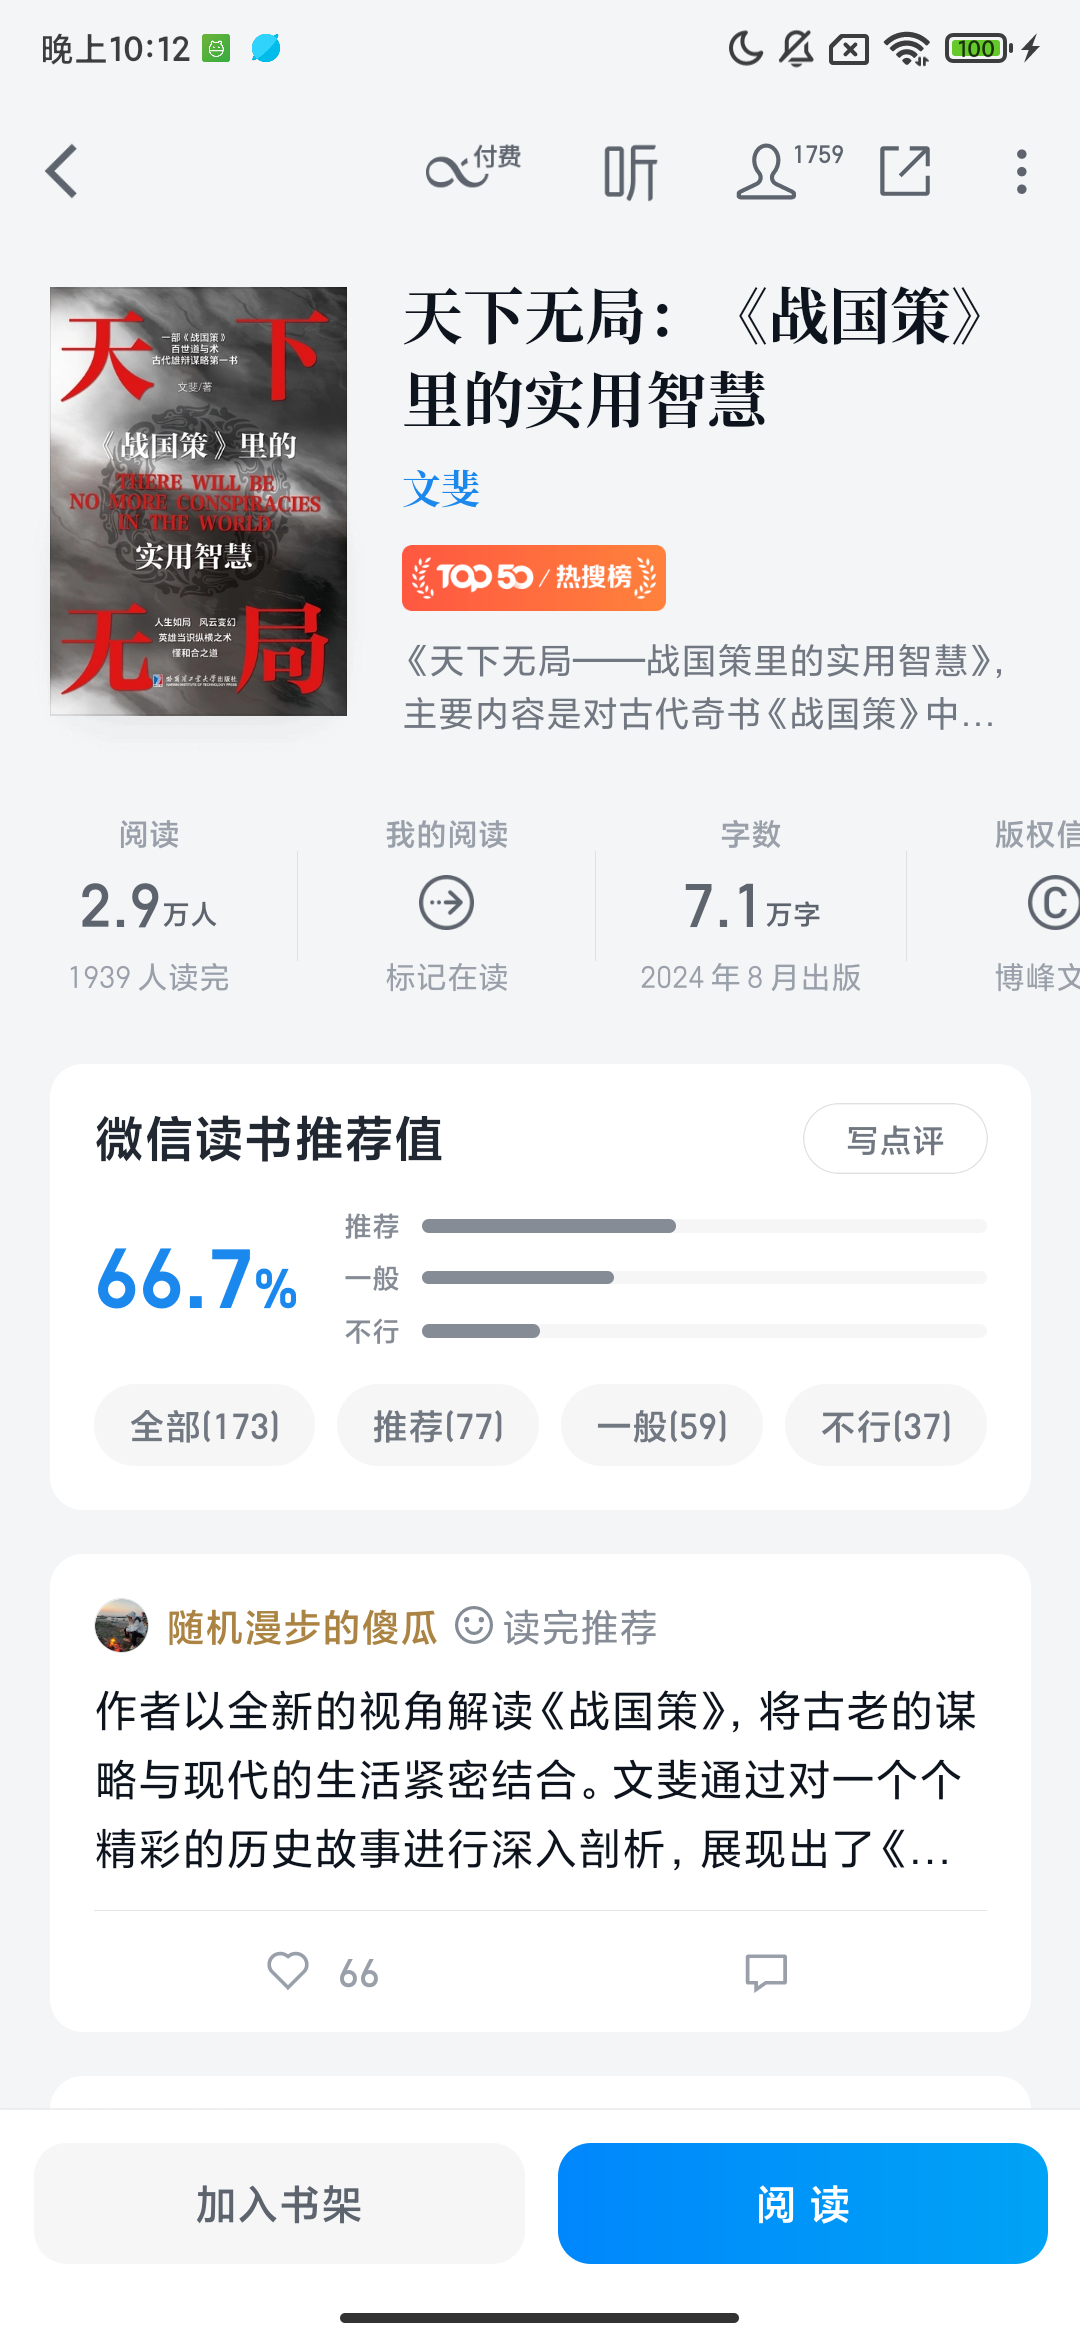 晚上10:12
100
付费
听
1759
天下
一部《战国策》
百世道与术
古代雄辩谋略第一书
文斐/著
《战国策》里的
THERE WILL BE
NO MORE CONSPIRACIES
IN THE WORLD
实用智慧
无局
人生如局 风云变幻
英雄当识纵横之术
懂和合之道
哈尔滨工业大学出版社
天下无局：《战国策》
里的实用智慧
文斐
TOP 50 / 热搜榜
《天下无局——战国策里的实用智慧》，
主要内容是对古代奇书《战国策》中...
阅读
2.9万人
1939 人读完
我的阅读
标记在读
字数
7.1万字
2024 年 8 月出版
版权信
C
博峰文
微信读书推荐值
写点评
66.7%
推荐
一般
不行
全部(173)
推荐(77)
一般(59)
不行(37)
随机漫步的傻瓜 读完推荐
作者以全新的视角解读《战国策》，将古老的谋
略与现代的生活紧密结合。文斐通过对一个个
精彩的历史故事进行深入剖析，展现出了《...
66
加入书架
阅 读